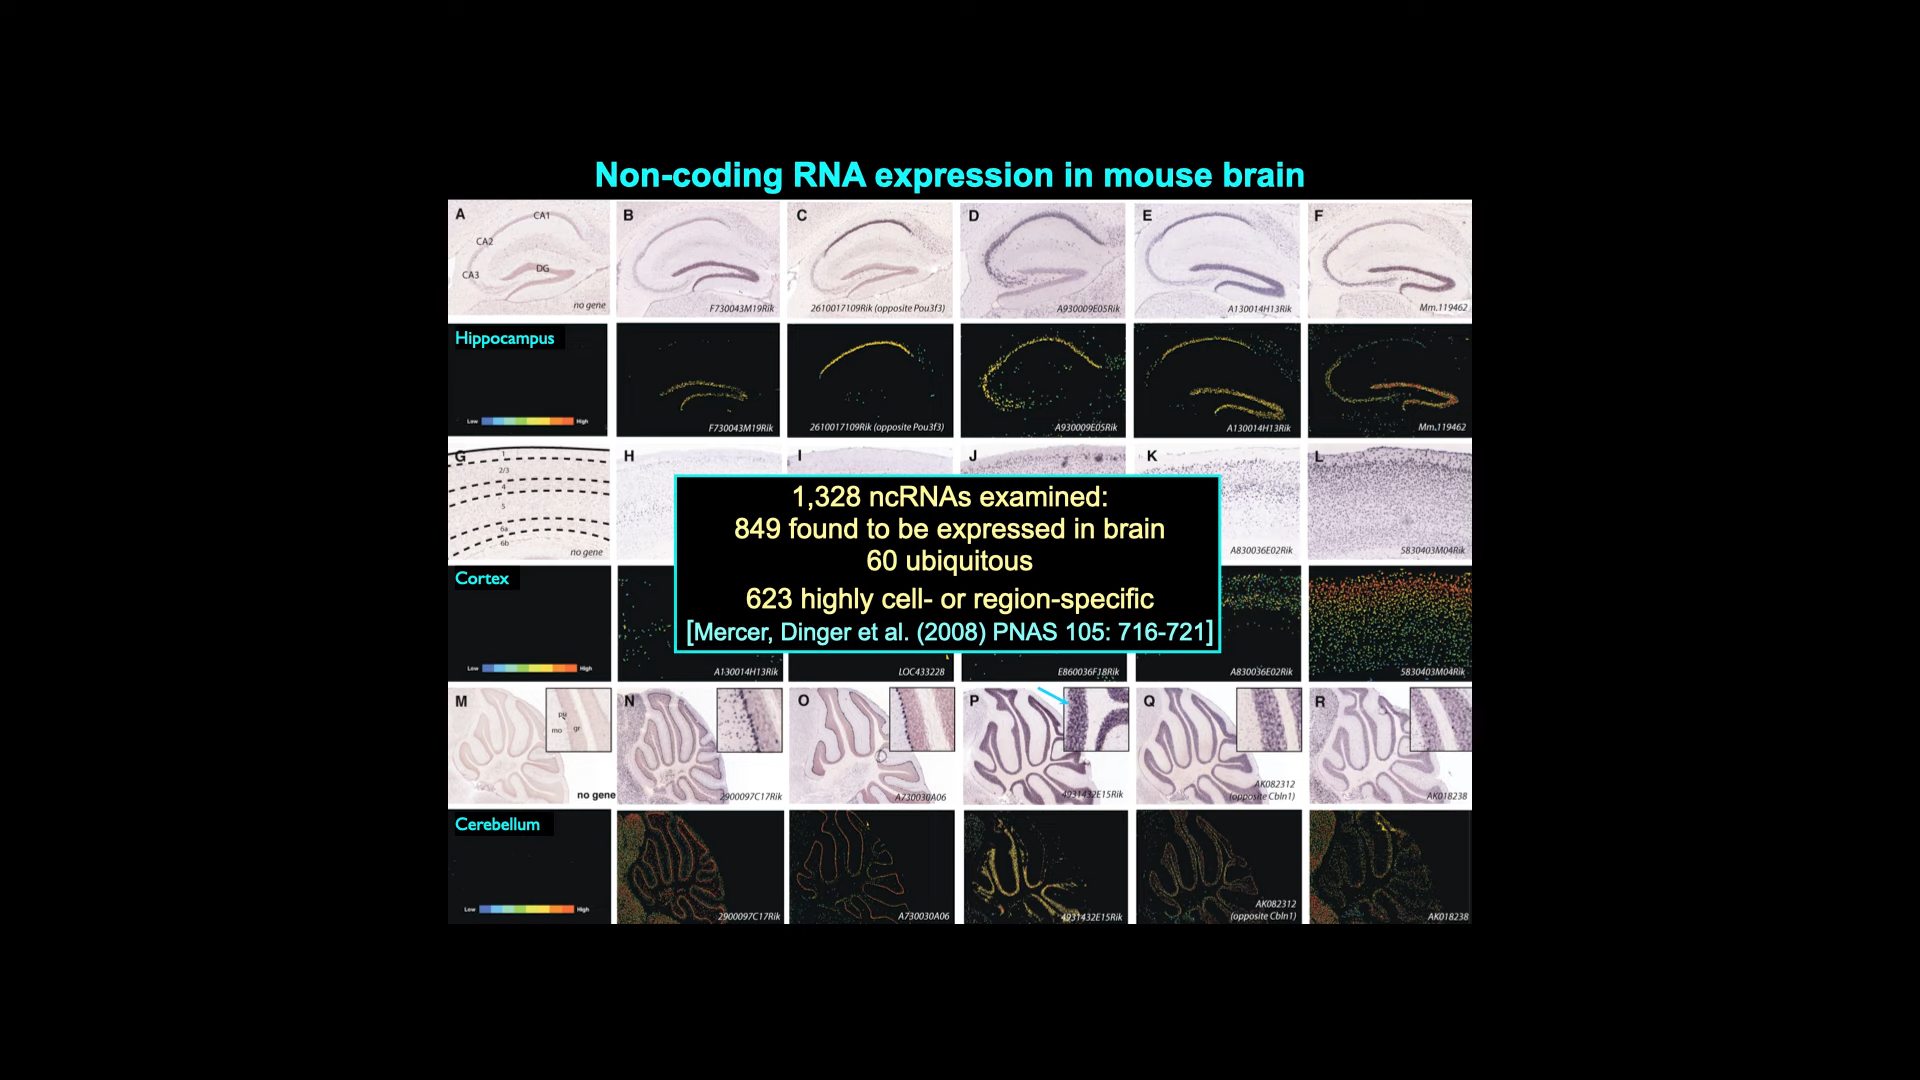 Non-coding RNA expression in mouse brain
A
CA1
CA2
CA3
DG
no gene
B
F730043M19Rik
C
2610017109Rik (opposite Pou3f3)
D
A930009E05Rik
E
A130014H13Rik
F
Mm.119462
Hippocampus
Low
High
F730043M19Rik
2610017109Rik (opposite Pou3f3)
A930009E05Rik
A130014H13Rik
Mm.119462
G
1
2/3
4
5
6a
6b
no gene
H
I
J
K
A830036E02Rik
L
5830403M04Rik
1,328 ncRNAs examined:
849 found to be expressed in brain
60 ubiquitous
623 highly cell- or region-specific
[Mercer, Dinger et al. (2008) PNAS 105: 716-721]
Cortex
Low
High
A130014H13Rik
LOC433228
E860036F18Rik
A830036E02Rik
5830403M04Rik
M
pu
mo
gr
no gene
N
2900097C17Rik
O
A730030A06
P
4931432E15Rik
Q
AK082312
(opposite Cbln1)
R
AK018238
Cerebellum
Low
High
2900097C17Rik
A730030A06
4931432E15Rik
AK082312
(opposite Cbln1)
AK018238